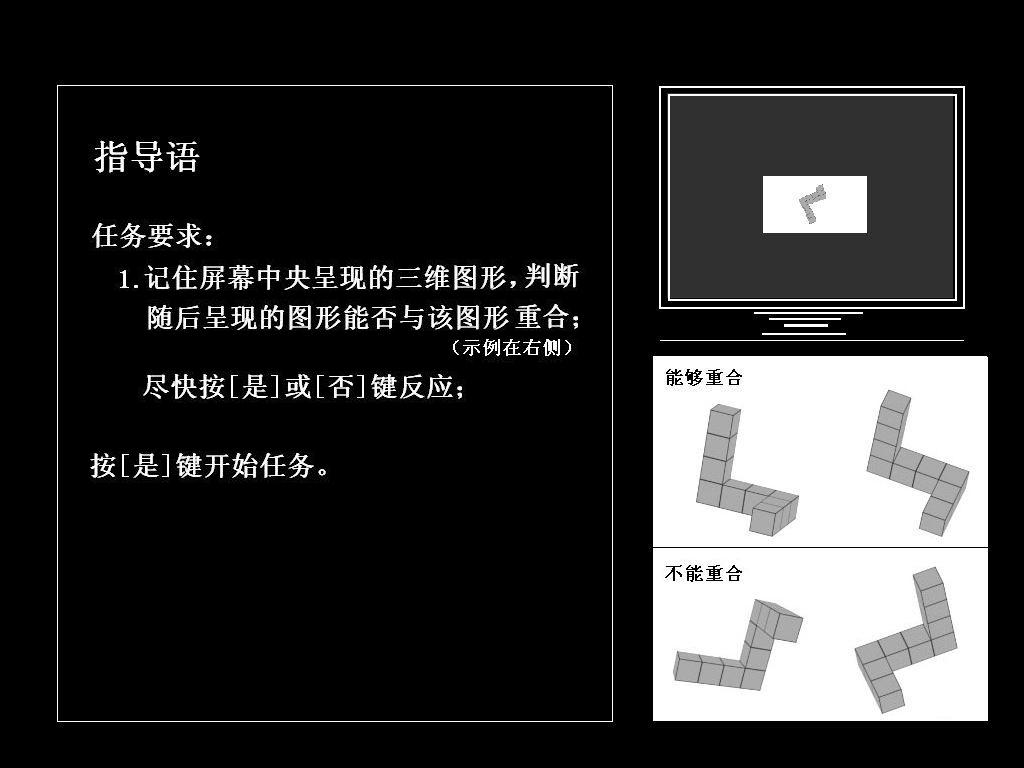 指导语
任务要求：
1.记住屏幕中央呈现的三维图形，判断
随后呈现的图形能否与该图形重合；
（示例在右侧）
尽快按[是]或[否]键反应；
按[是]键开始任务。
能够重合
不能重合